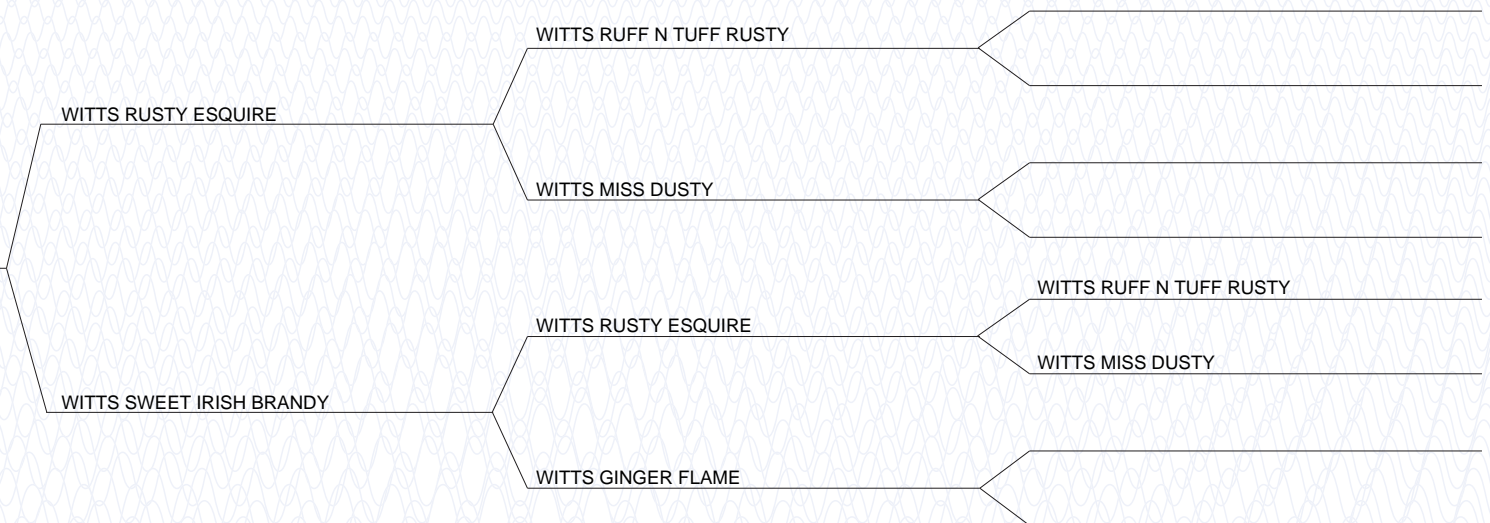 WITTS RUFF N TUFF RUSTY
WITTS RUSTY ESQUIRE
WITTS MISS DUSTY
WITTS RUFF N TUFF RUSTY
WITTS RUSTY ESQUIRE
WITTS MISS DUSTY
WITTS SWEET IRISH BRANDY
WITTS GINGER FLAME